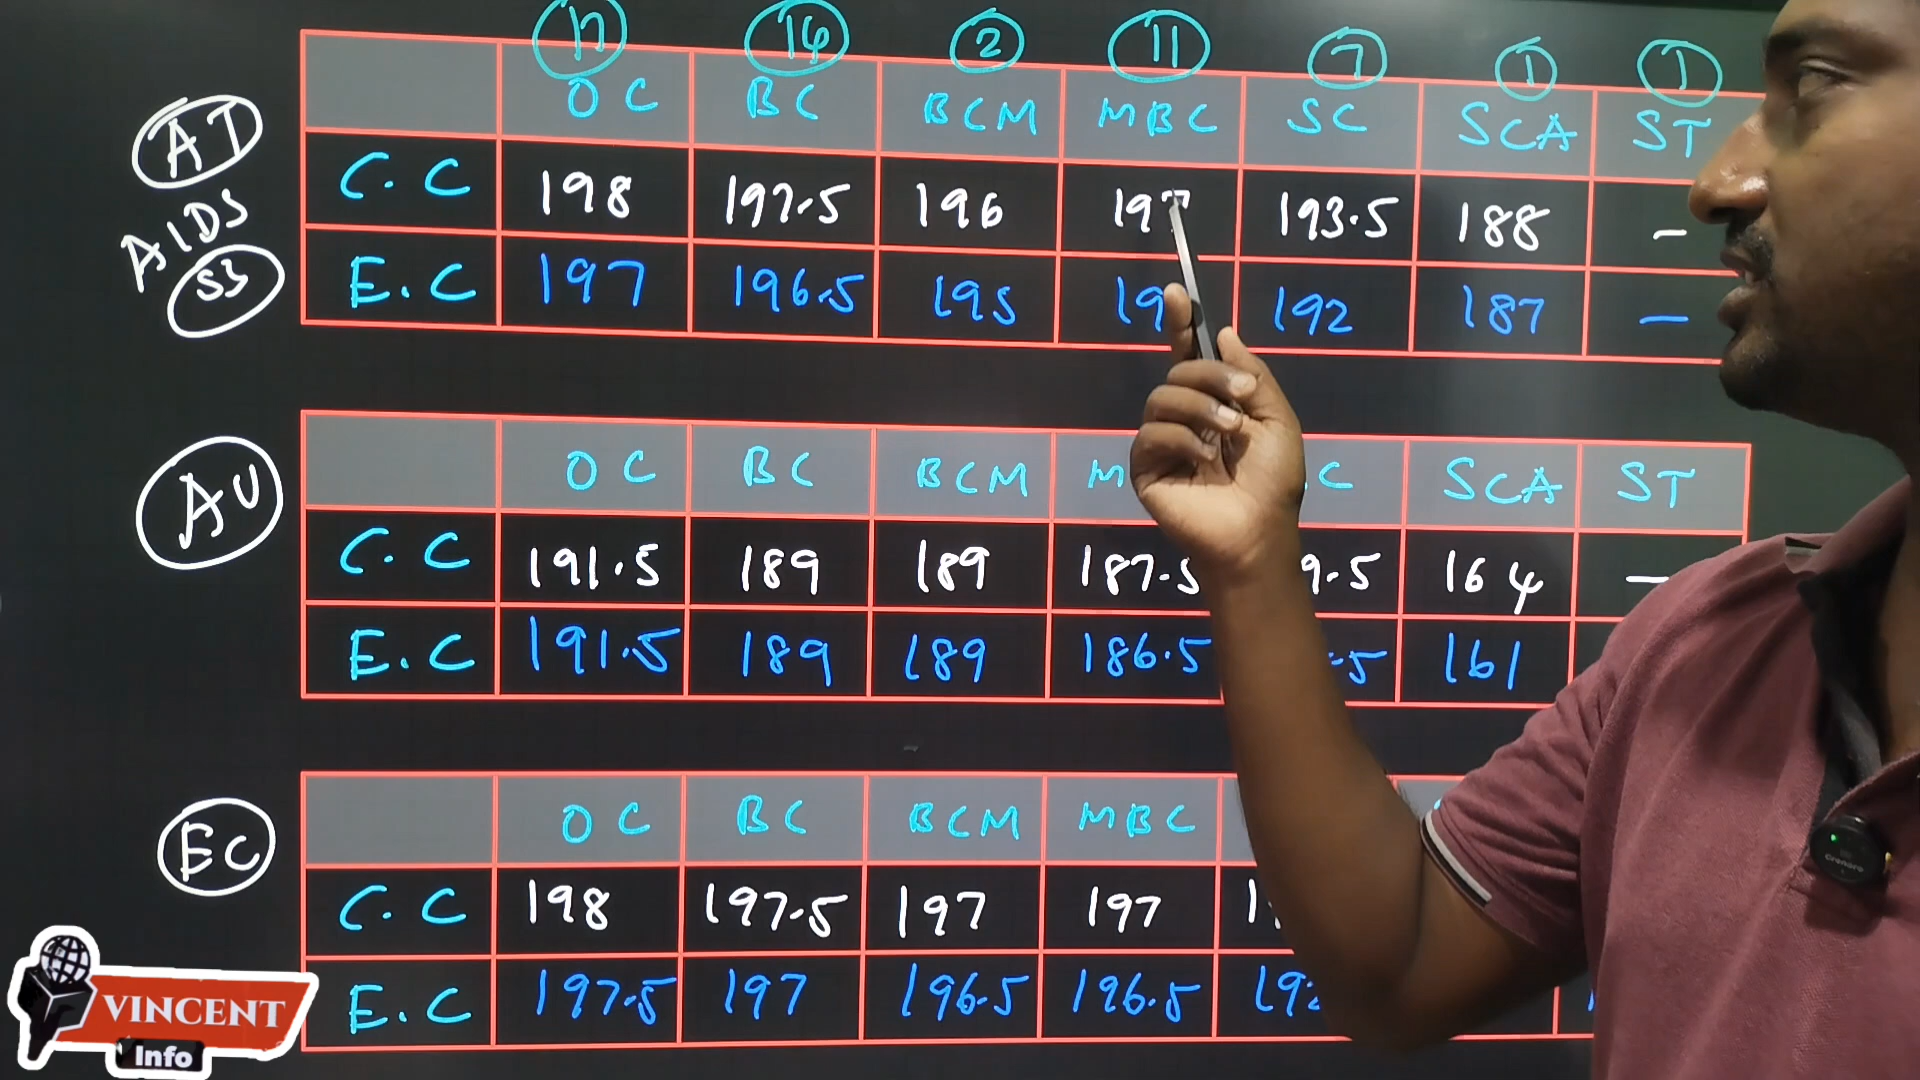 17 14 2 11 7 1 1
OC BC BCM MBC SC SCA ST
AI
AIDS
53
C.C 198 197.5 196 197 193.5 188 -
E.C 197 196.5 195 192 187 -
AU
OC BC BCM SCA ST
C.C 191.5 189 189 187.5 164 -
E.C 191.5 189 189 186.5 161
EC
OC BC BCM MBC
C.C 198 197.5 197 197
E.C 197.5 197 196.5 196.5
VINCENT
Info